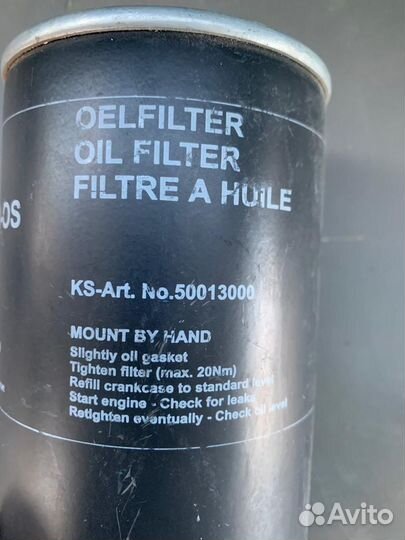 OELFILTER
OIL FILTER
FILTRE A HUILE
-OS
KS-Art. No.50013000
MOUNT BY HAND
Slightly oil gasket
Tighten filter (max. 20Nm)
Refill crankcase to standard level
Start engine - Check for leaks
Retighten eventually - Check oil level
Avito